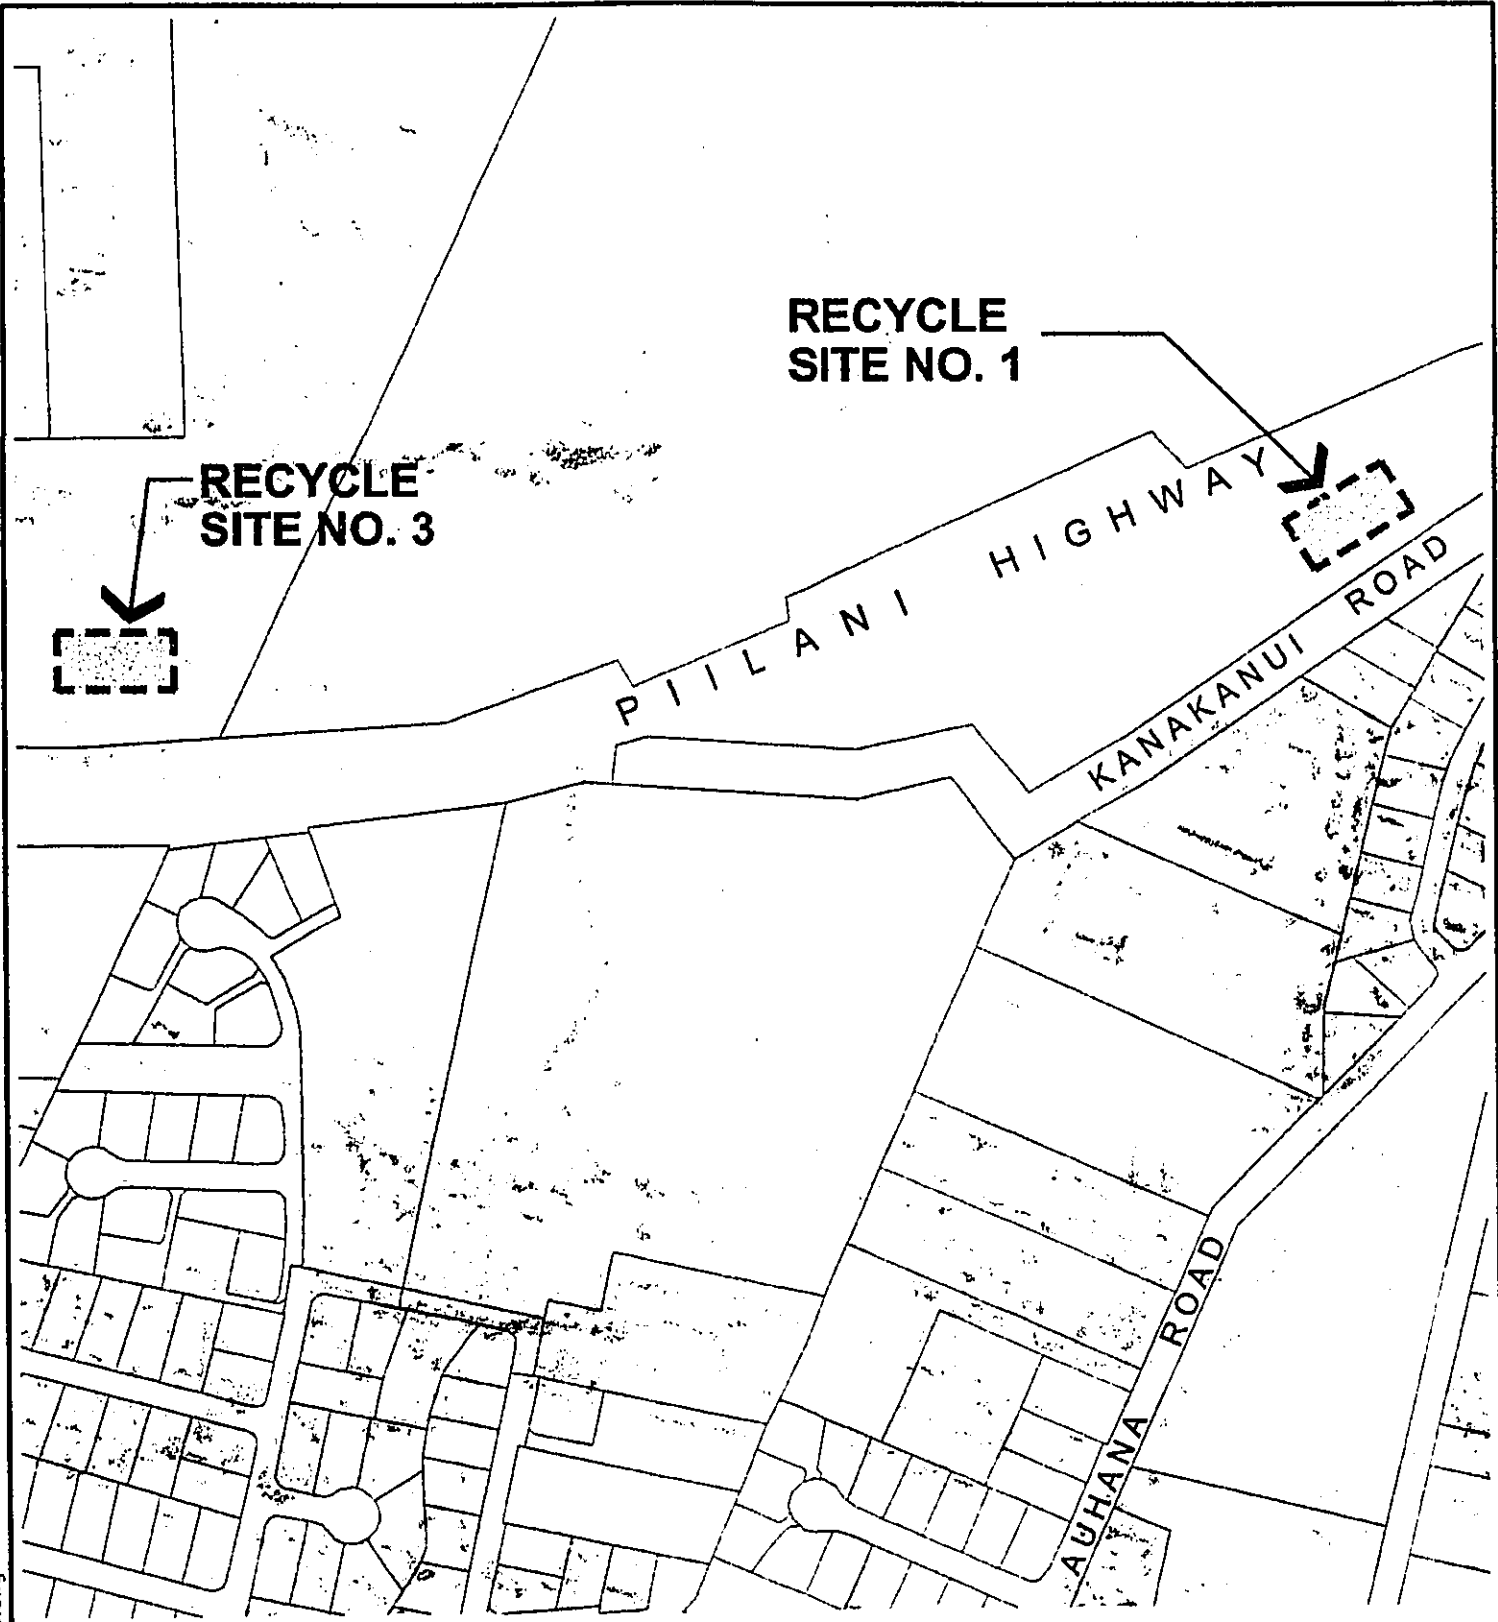 RECYCLE
SITE NO. 1
RECYCLE
SITE NO. 3
PIILANI HIGHWAY
KANAKANUI ROAD
AUHANA ROAD